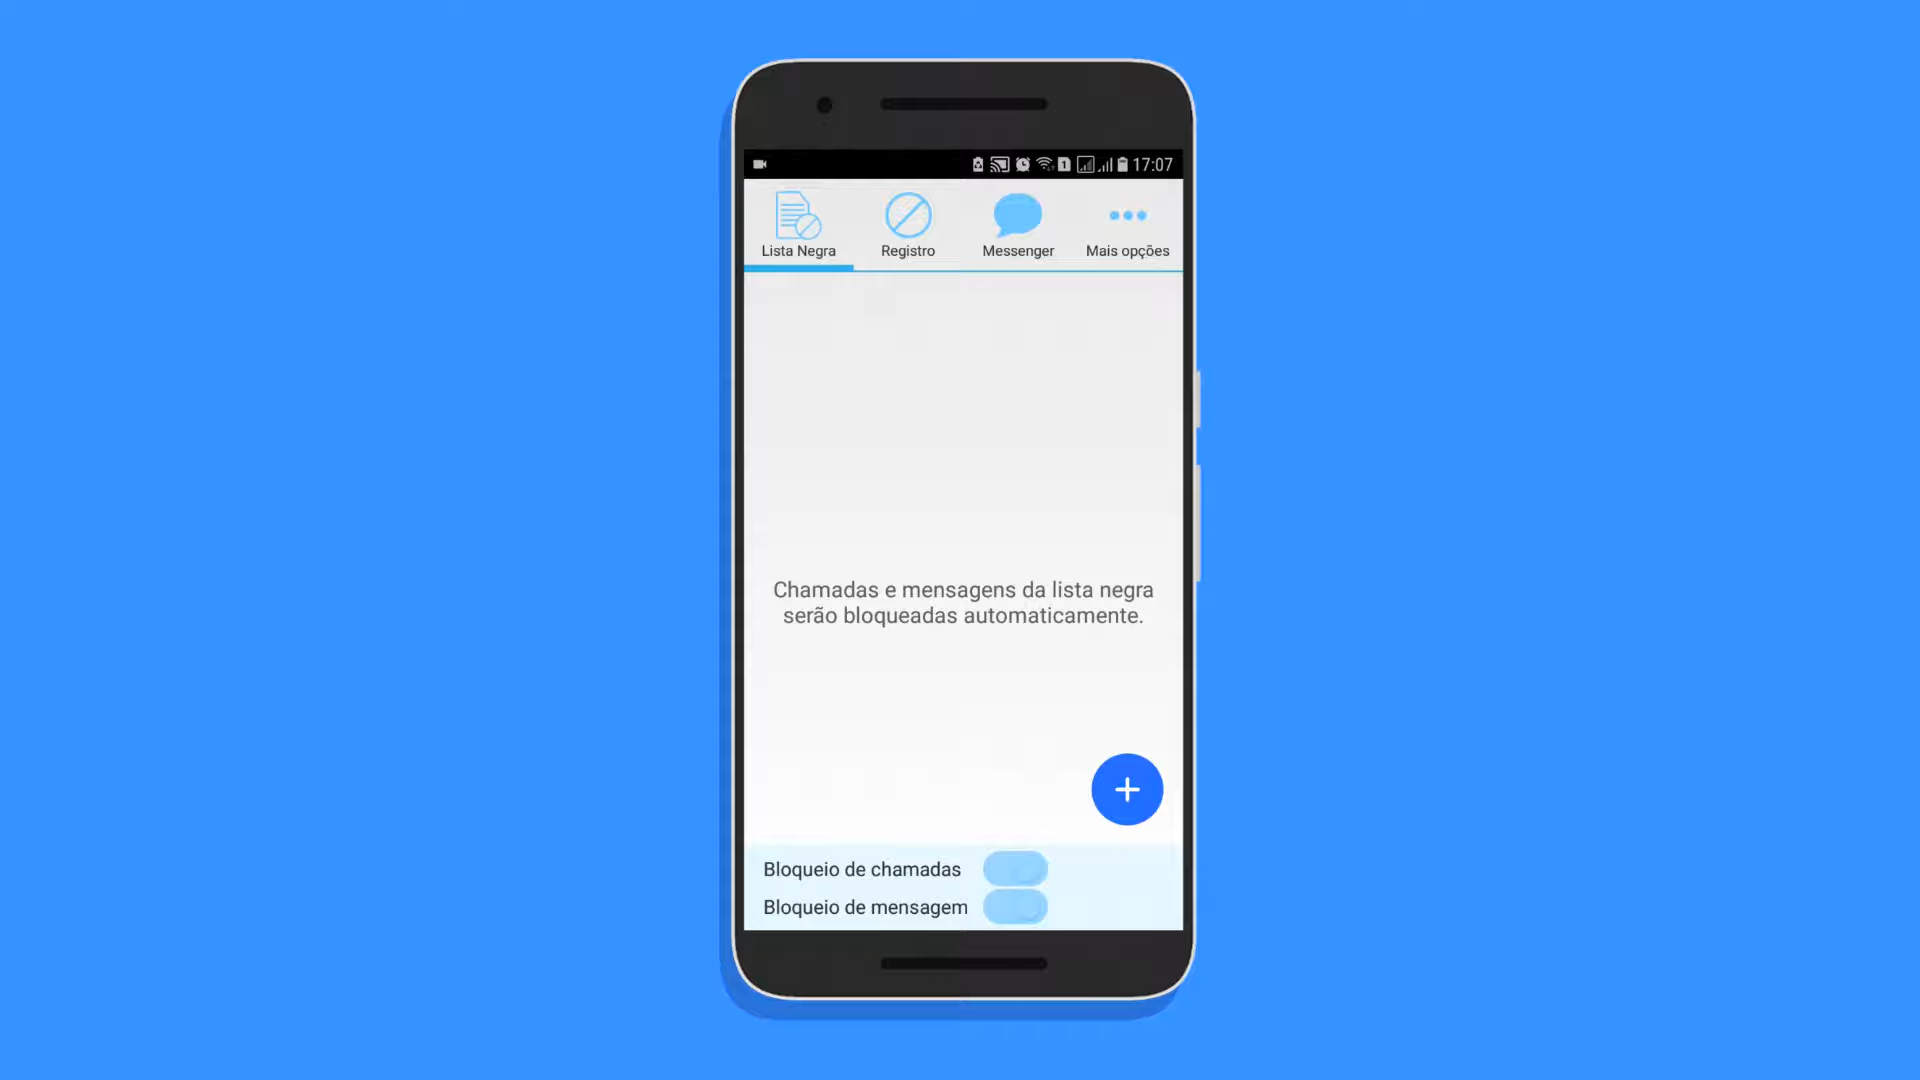 1
17:07
Lista Negra
Registro
Messenger
Mais opções
Chamadas e mensagens da lista negra
serão bloqueadas automaticamente.
Bloqueio de chamadas
Bloqueio de mensagem